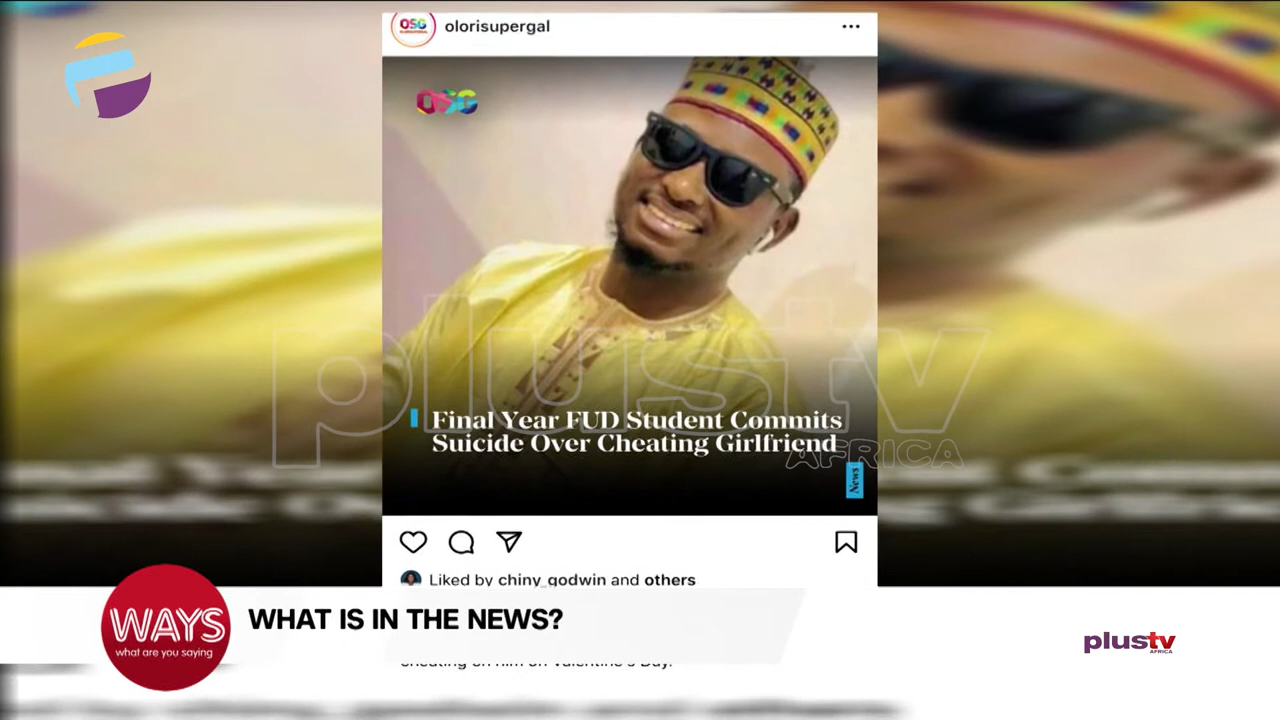 OSG
olorisupergal
OSG
plustv
AFRICA
Final Year FUD Student Commits
Suicide Over Cheating Girlfriend
News
Liked by chiny_godwin and others
WAYS
what are you saying
WHAT IS IN THE NEWS?
cheating on him on Valentine's Day.
plustv
AFRICA